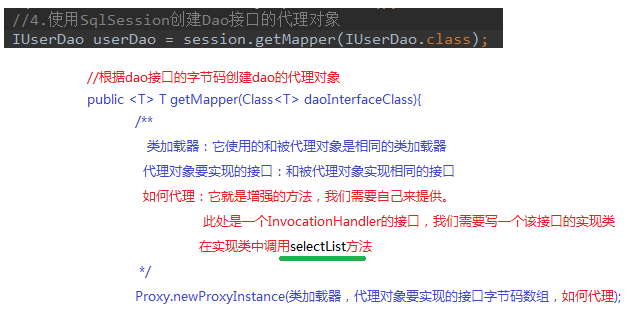 //4.使用SqlSession创建Dao接口的代理对象
IUserDao userDao = session.getMapper(IUserDao.class);
//根据dao接口的字节码创建dao的代理对象
public <T> T getMapper(Class<T> daoInterfaceClass){
/**
类加载器：它使用的和被代理对象是相同的类加载器
代理对象要实现的接口：和被代理对象实现相同的接口
如何代理：它就是增强的方法，我们需要自己来提供。
此处是一个InvocationHandler的接口，我们需要写一个该接口的实现类
在实现类中调用selectList方法
*/
Proxy.newProxyInstance(类加载器，代理对象要实现的接口字节码数组，如何代理);